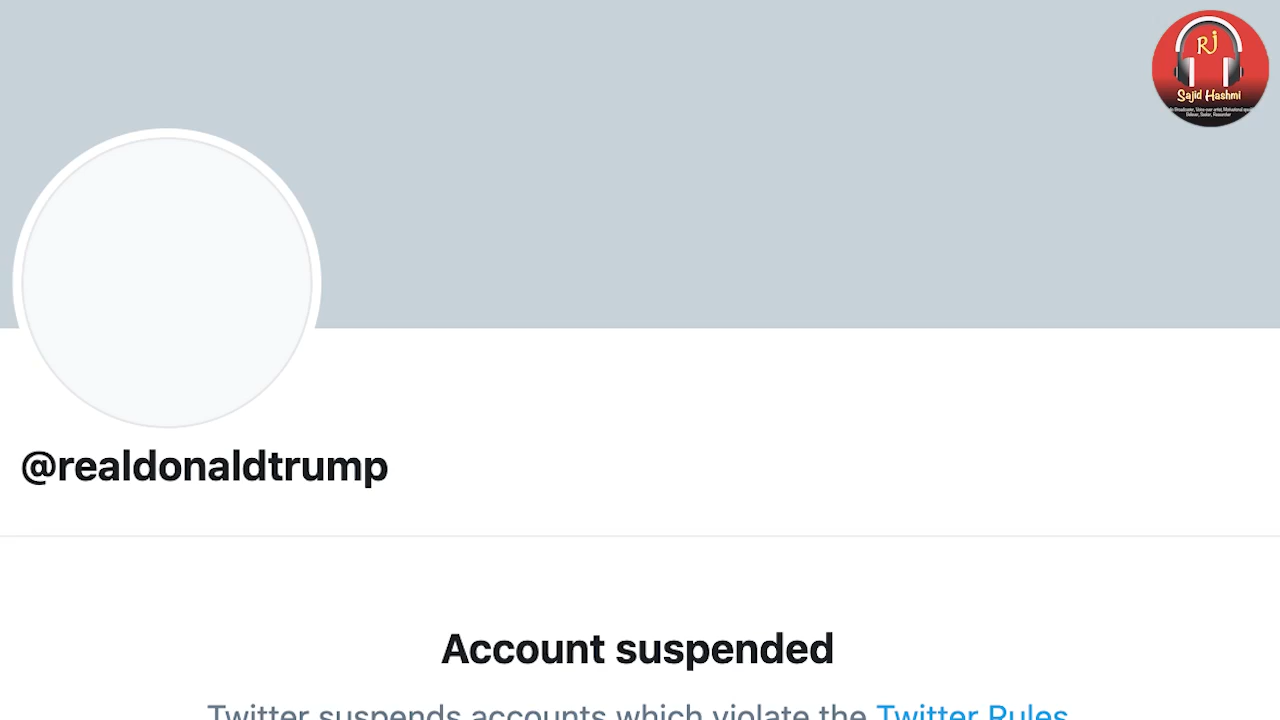 RJ
Sajid Hashmi
@realdonaldtrump
Account suspended
Twitter suspends accounts which violate the Twitter Rules